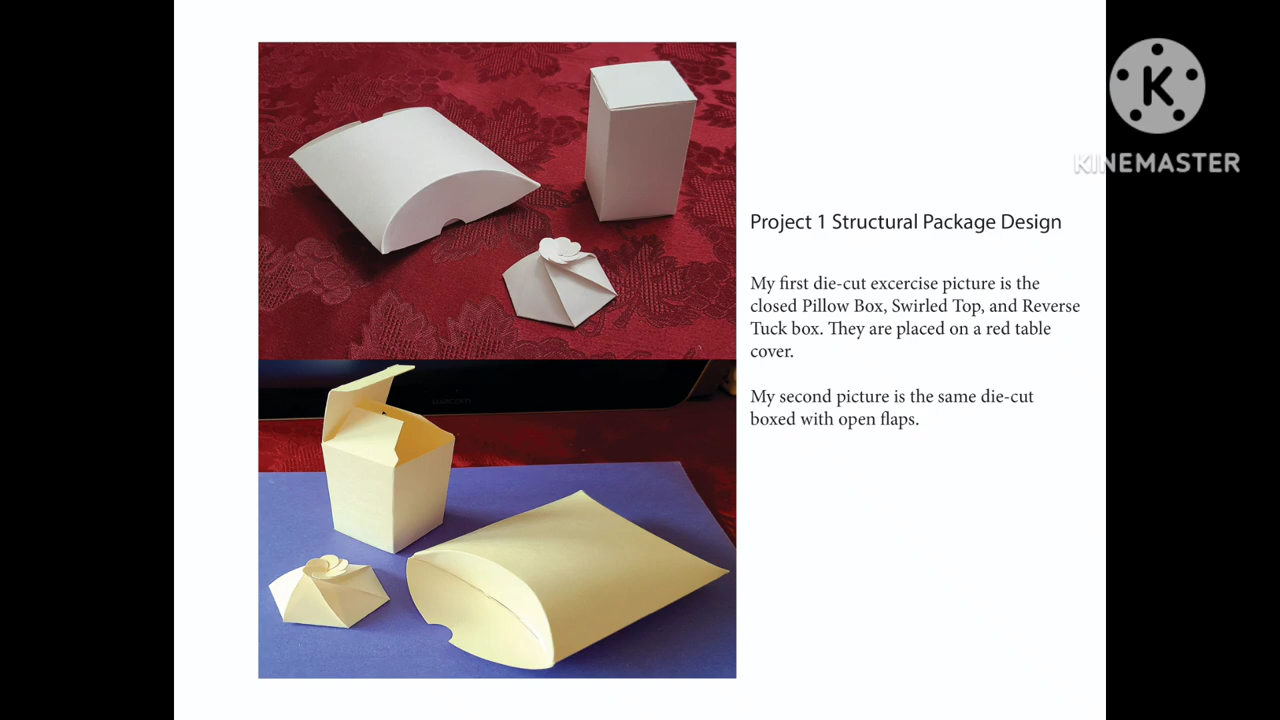 KINEMASTER
Project 1 Structural Package Design
My first die-cut excercise picture is the
closed Pillow Box, Swirled Top, and Reverse
Tuck box. They are placed on a red table
cover.
wacom
My second picture is the same die-cut
boxed with open flaps.